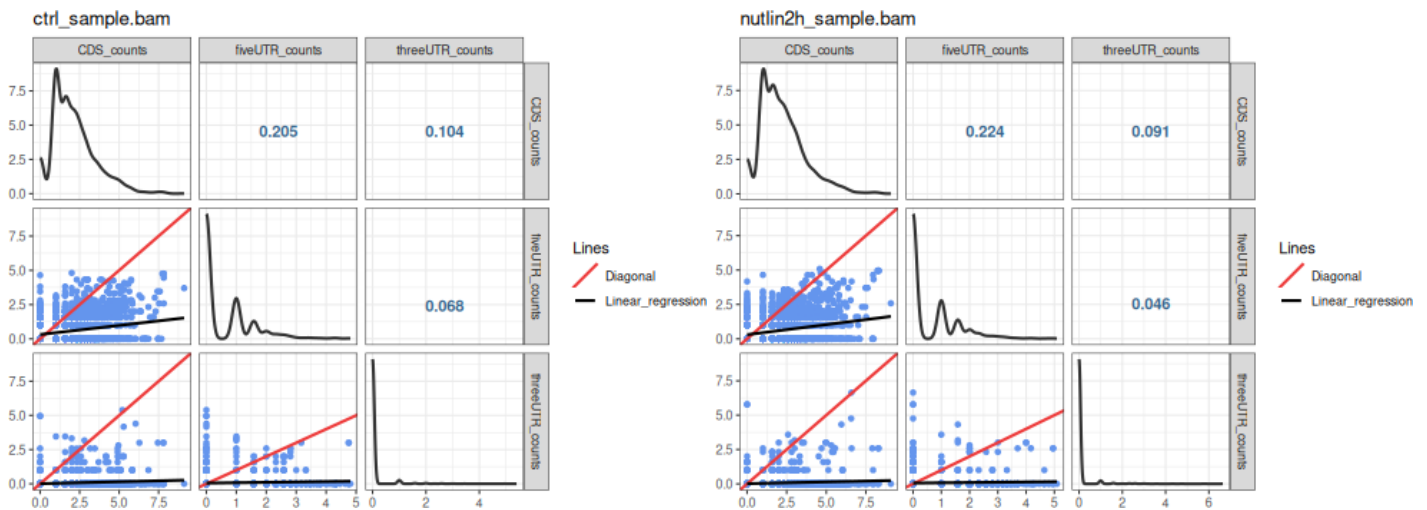 ctrl_sample.bam
CDS_counts fiveUTR_counts threeUTR_counts
7.5
5.0
2.5
0.0
0.205
0.104
CDS_counts
7.5
5.0
2.5
0.0
0.068
fiveUTR_counts
7.5
5.0
2.5
0.0
threeUTR_counts
0.0 2.5 5.0 7.5 0 1 2 3 4 5 0 2 4
Lines
Diagonal
Linear_regression
nutlin2h_sample.bam
CDS_counts fiveUTR_counts threeUTR_counts
7.5
5.0
2.5
0.0
0.224
0.091
CDS_counts
7.5
5.0
2.5
0.0
0.046
fiveUTR_counts
7.5
5.0
2.5
0.0
threeUTR_counts
0.0 2.5 5.0 7.5 0 1 2 3 4 5 0 2 4 6
Lines
Diagonal
Linear_regression